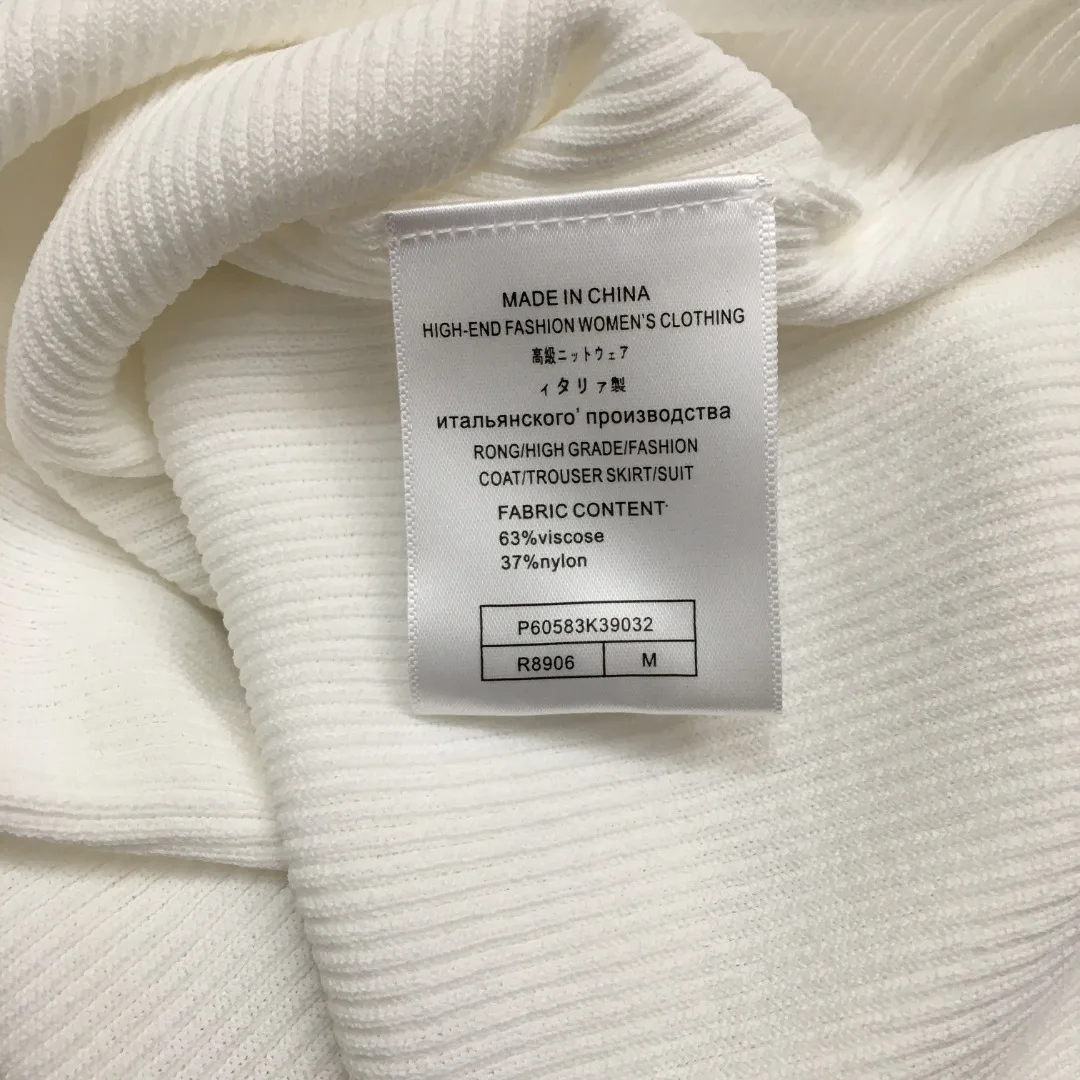 MADE IN CHINA
HIGH-END FASHION WOMEN'S CLOTHING
高級ニットウェア
ィタリァ製
итальянского' производства
RONG/HIGH GRADE/FASHION
COAT/TROUSER SKIRT/SUIT
FABRIC CONTENT
63%viscose
37%nylon
P60583K39032
R8906 M